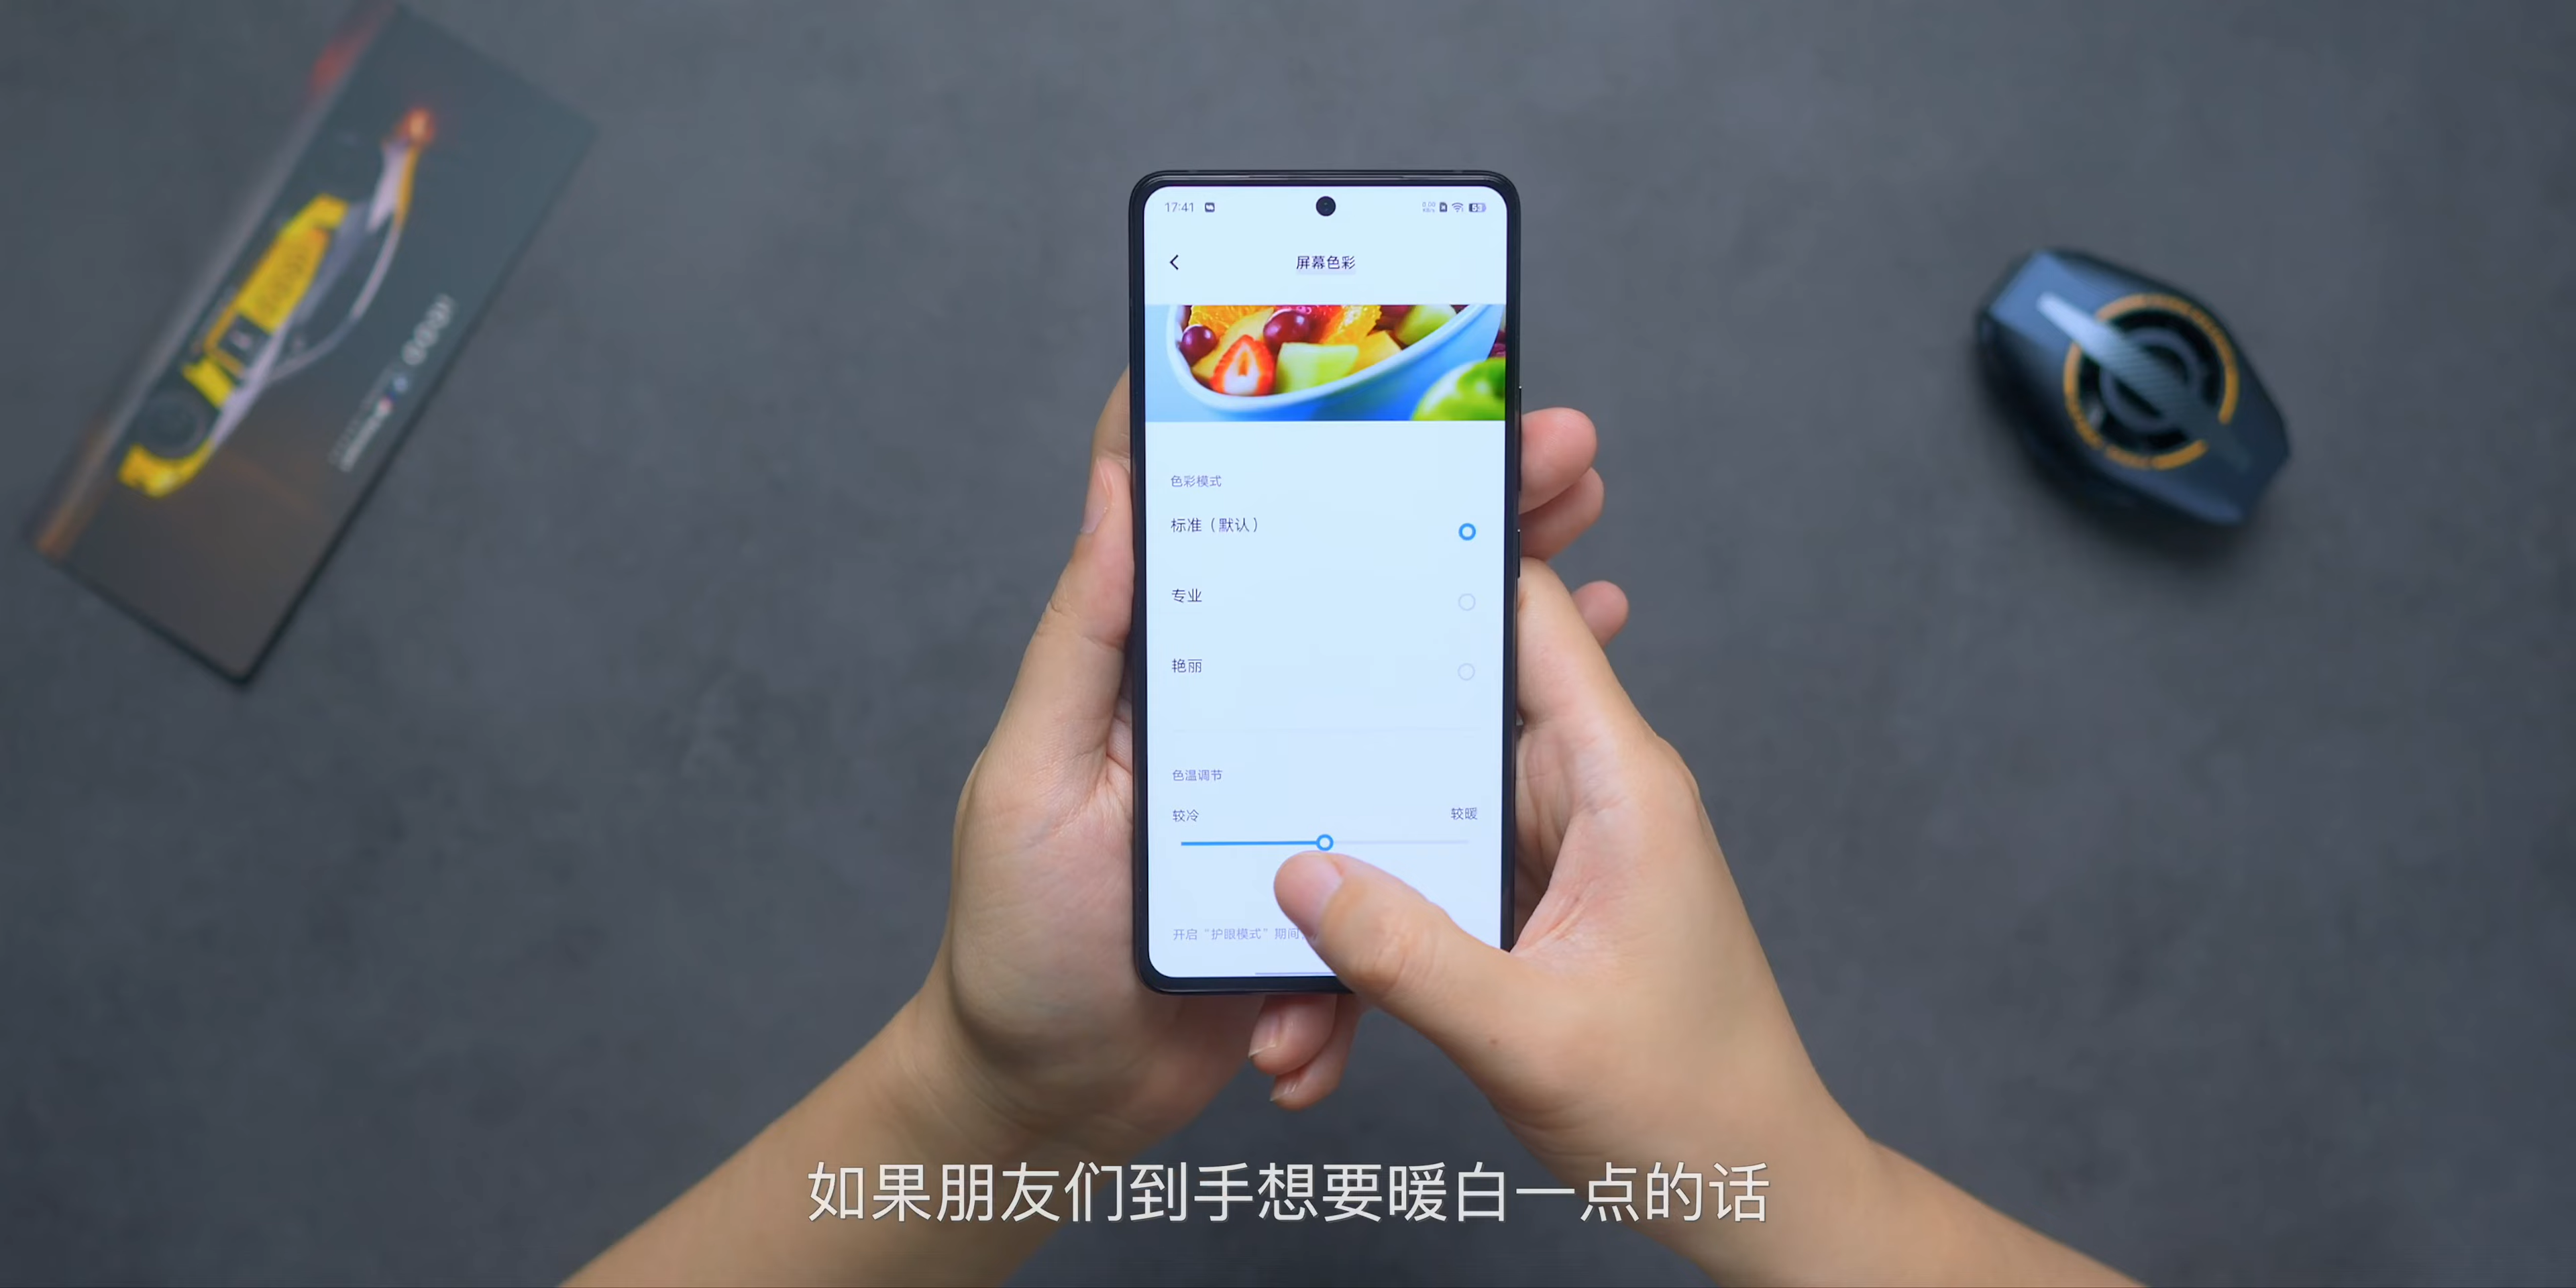 17:41
屏幕色彩
色彩模式
标准（默认）
专业
艳丽
色温调节
较冷
较暖
开启“护眼模式”期间
如果朋友们到手想要暖白一点的话